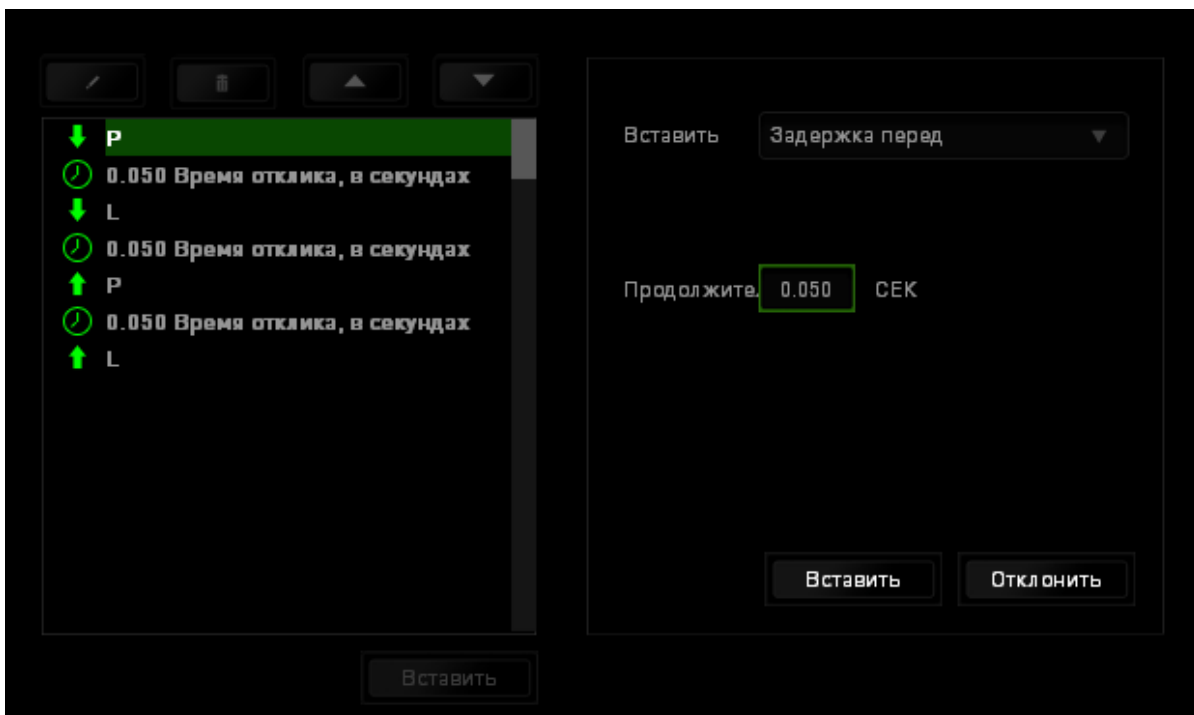 P
0.050 Время отклика, в секундах
L
0.050 Время отклика, в секундах
P
0.050 Время отклика, в секундах
L
Вставить
Вставить Задержка перед
Продолжите. 0.050 СЕК
Вставить Отклонить